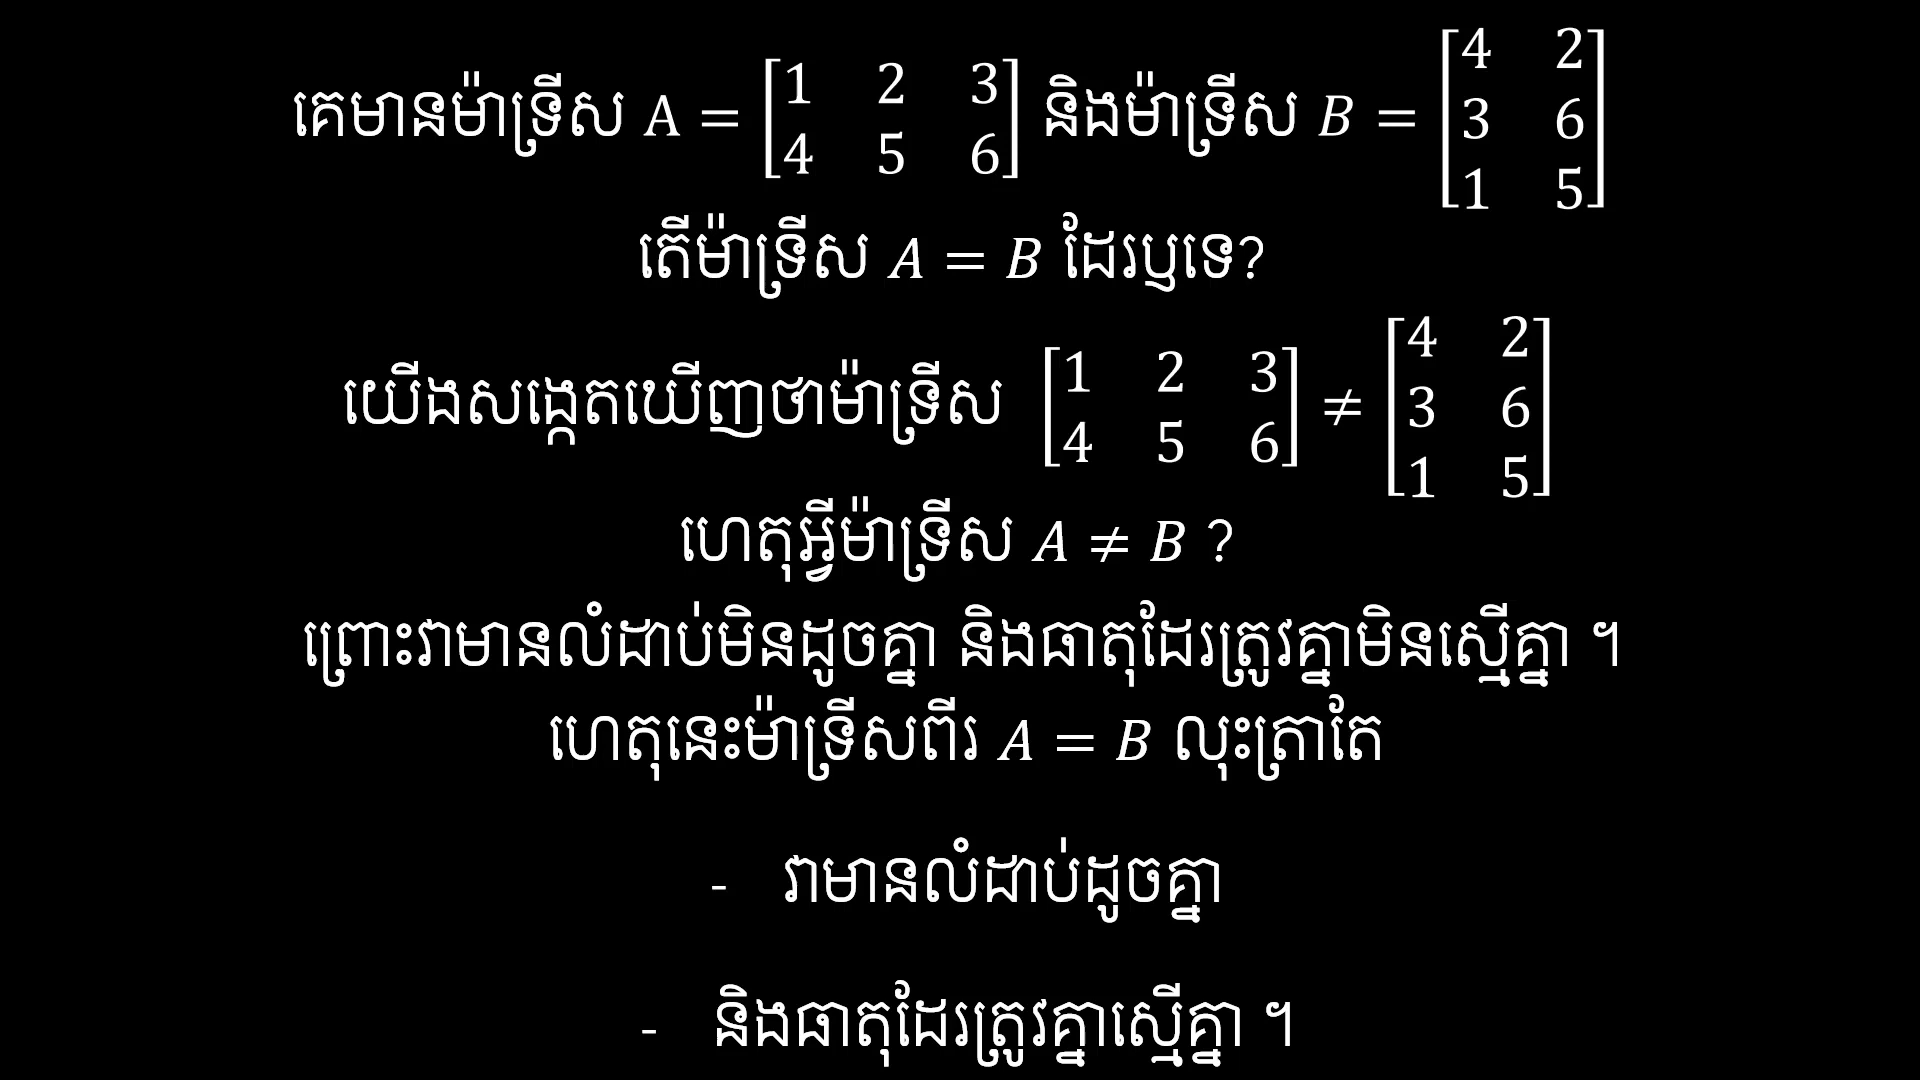 គេមានម៉ាទ្រីស A = [1 2 3; 4 5 6] និងម៉ាទ្រីស B = [4 2; 3 6; 1 5]
តើម៉ាទ្រីស A = B ដែរឬទេ?
យើងសង្កេតឃើញថាម៉ាទ្រីស [1 2 3; 4 5 6] ≠ [4 2; 3 6; 1 5]
ហេតុអ្វីម៉ាទ្រីស A ≠ B ?
ព្រោះវាមានលំដាប់មិនដូចគ្នា និងធាតុដែរត្រូវគ្នាមិនស្មើគ្នា ។
ហេតុនេះម៉ាទ្រីសពីរ A = B លុះត្រាតែ
- វាមានលំដាប់ដូចគ្នា
- និងធាតុដែរត្រូវគ្នាស្មើគ្នា ។